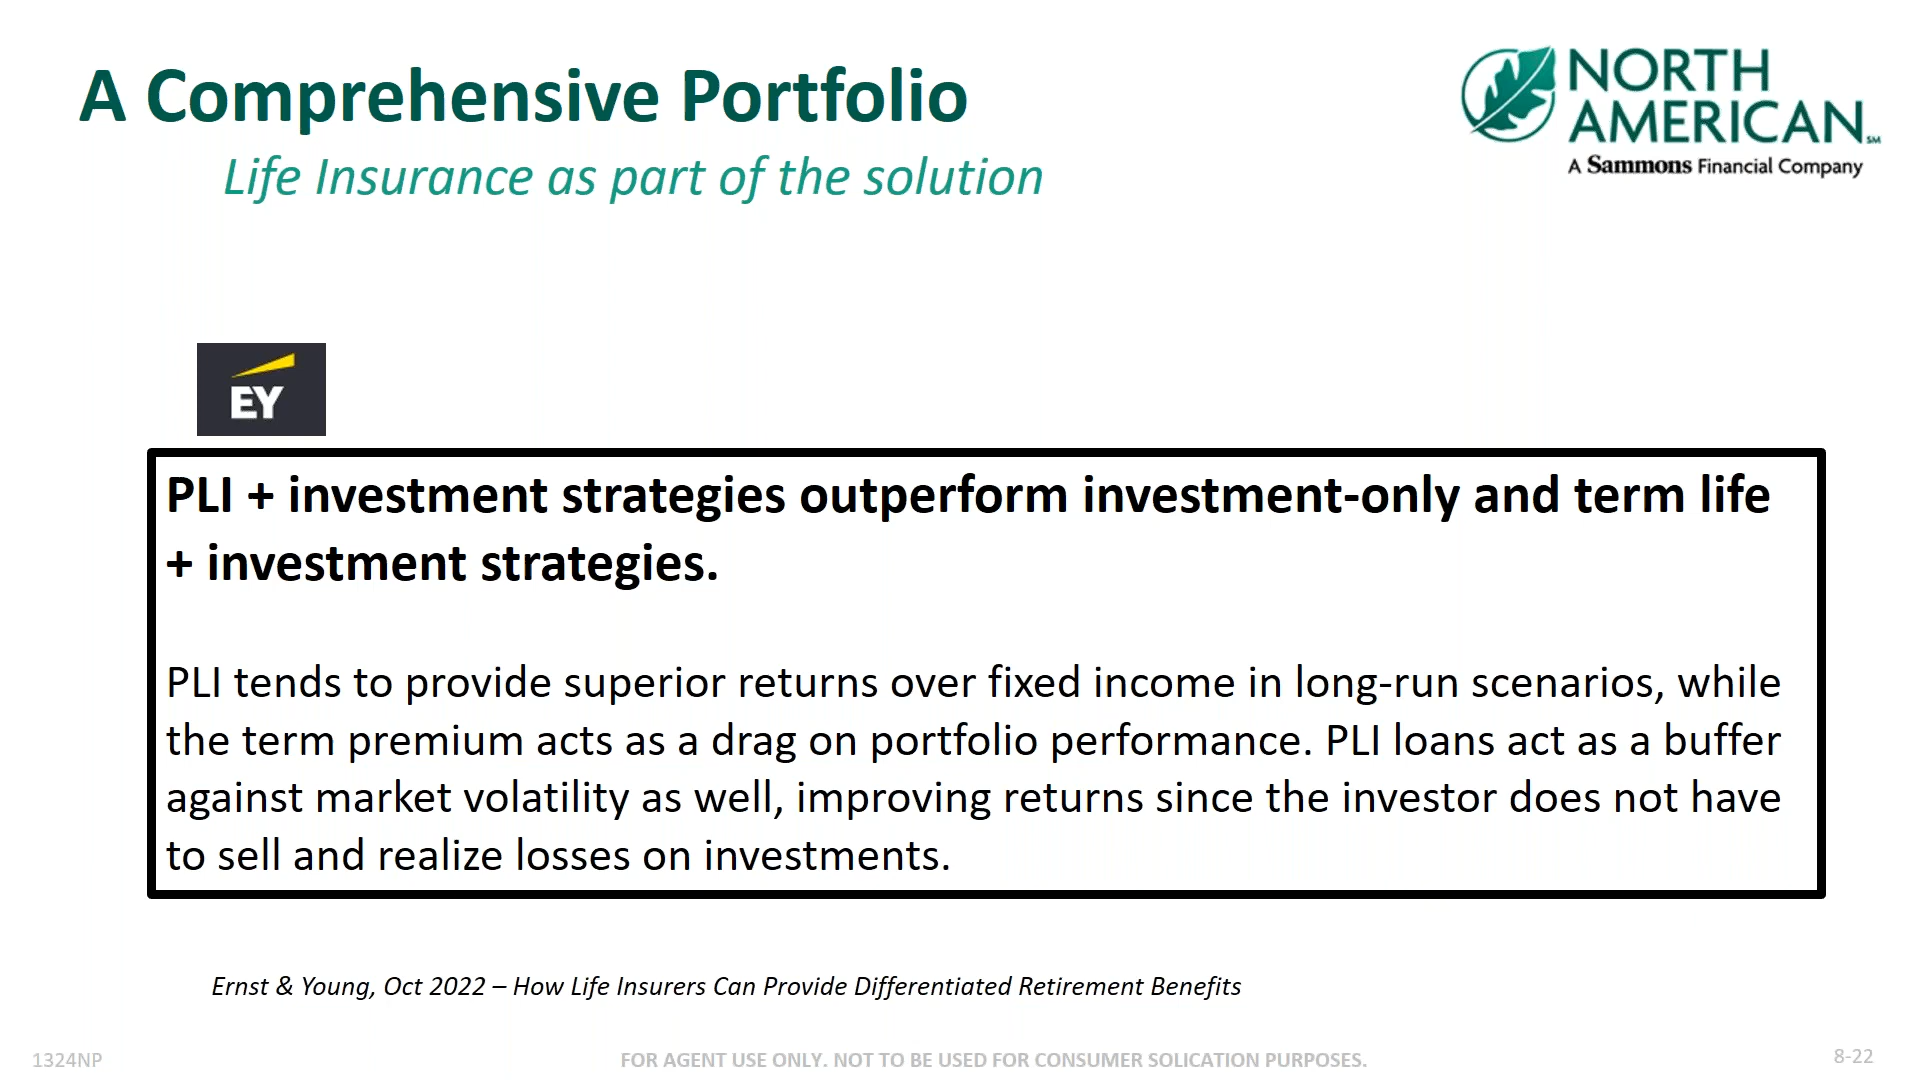 A Comprehensive Portfolio
Life Insurance as part of the solution
NORTH
AMERICAN℠
A Sammons Financial Company
EY
PLI + investment strategies outperform investment-only and term life
+ investment strategies.
PLI tends to provide superior returns over fixed income in long-run scenarios, while
the term premium acts as a drag on portfolio performance. PLI loans act as a buffer
against market volatility as well, improving returns since the investor does not have
to sell and realize losses on investments.
Ernst & Young, Oct 2022 – How Life Insurers Can Provide Differentiated Retirement Benefits
1324NP
FOR AGENT USE ONLY. NOT TO BE USED FOR CONSUMER SOLICATION PURPOSES.
8-22